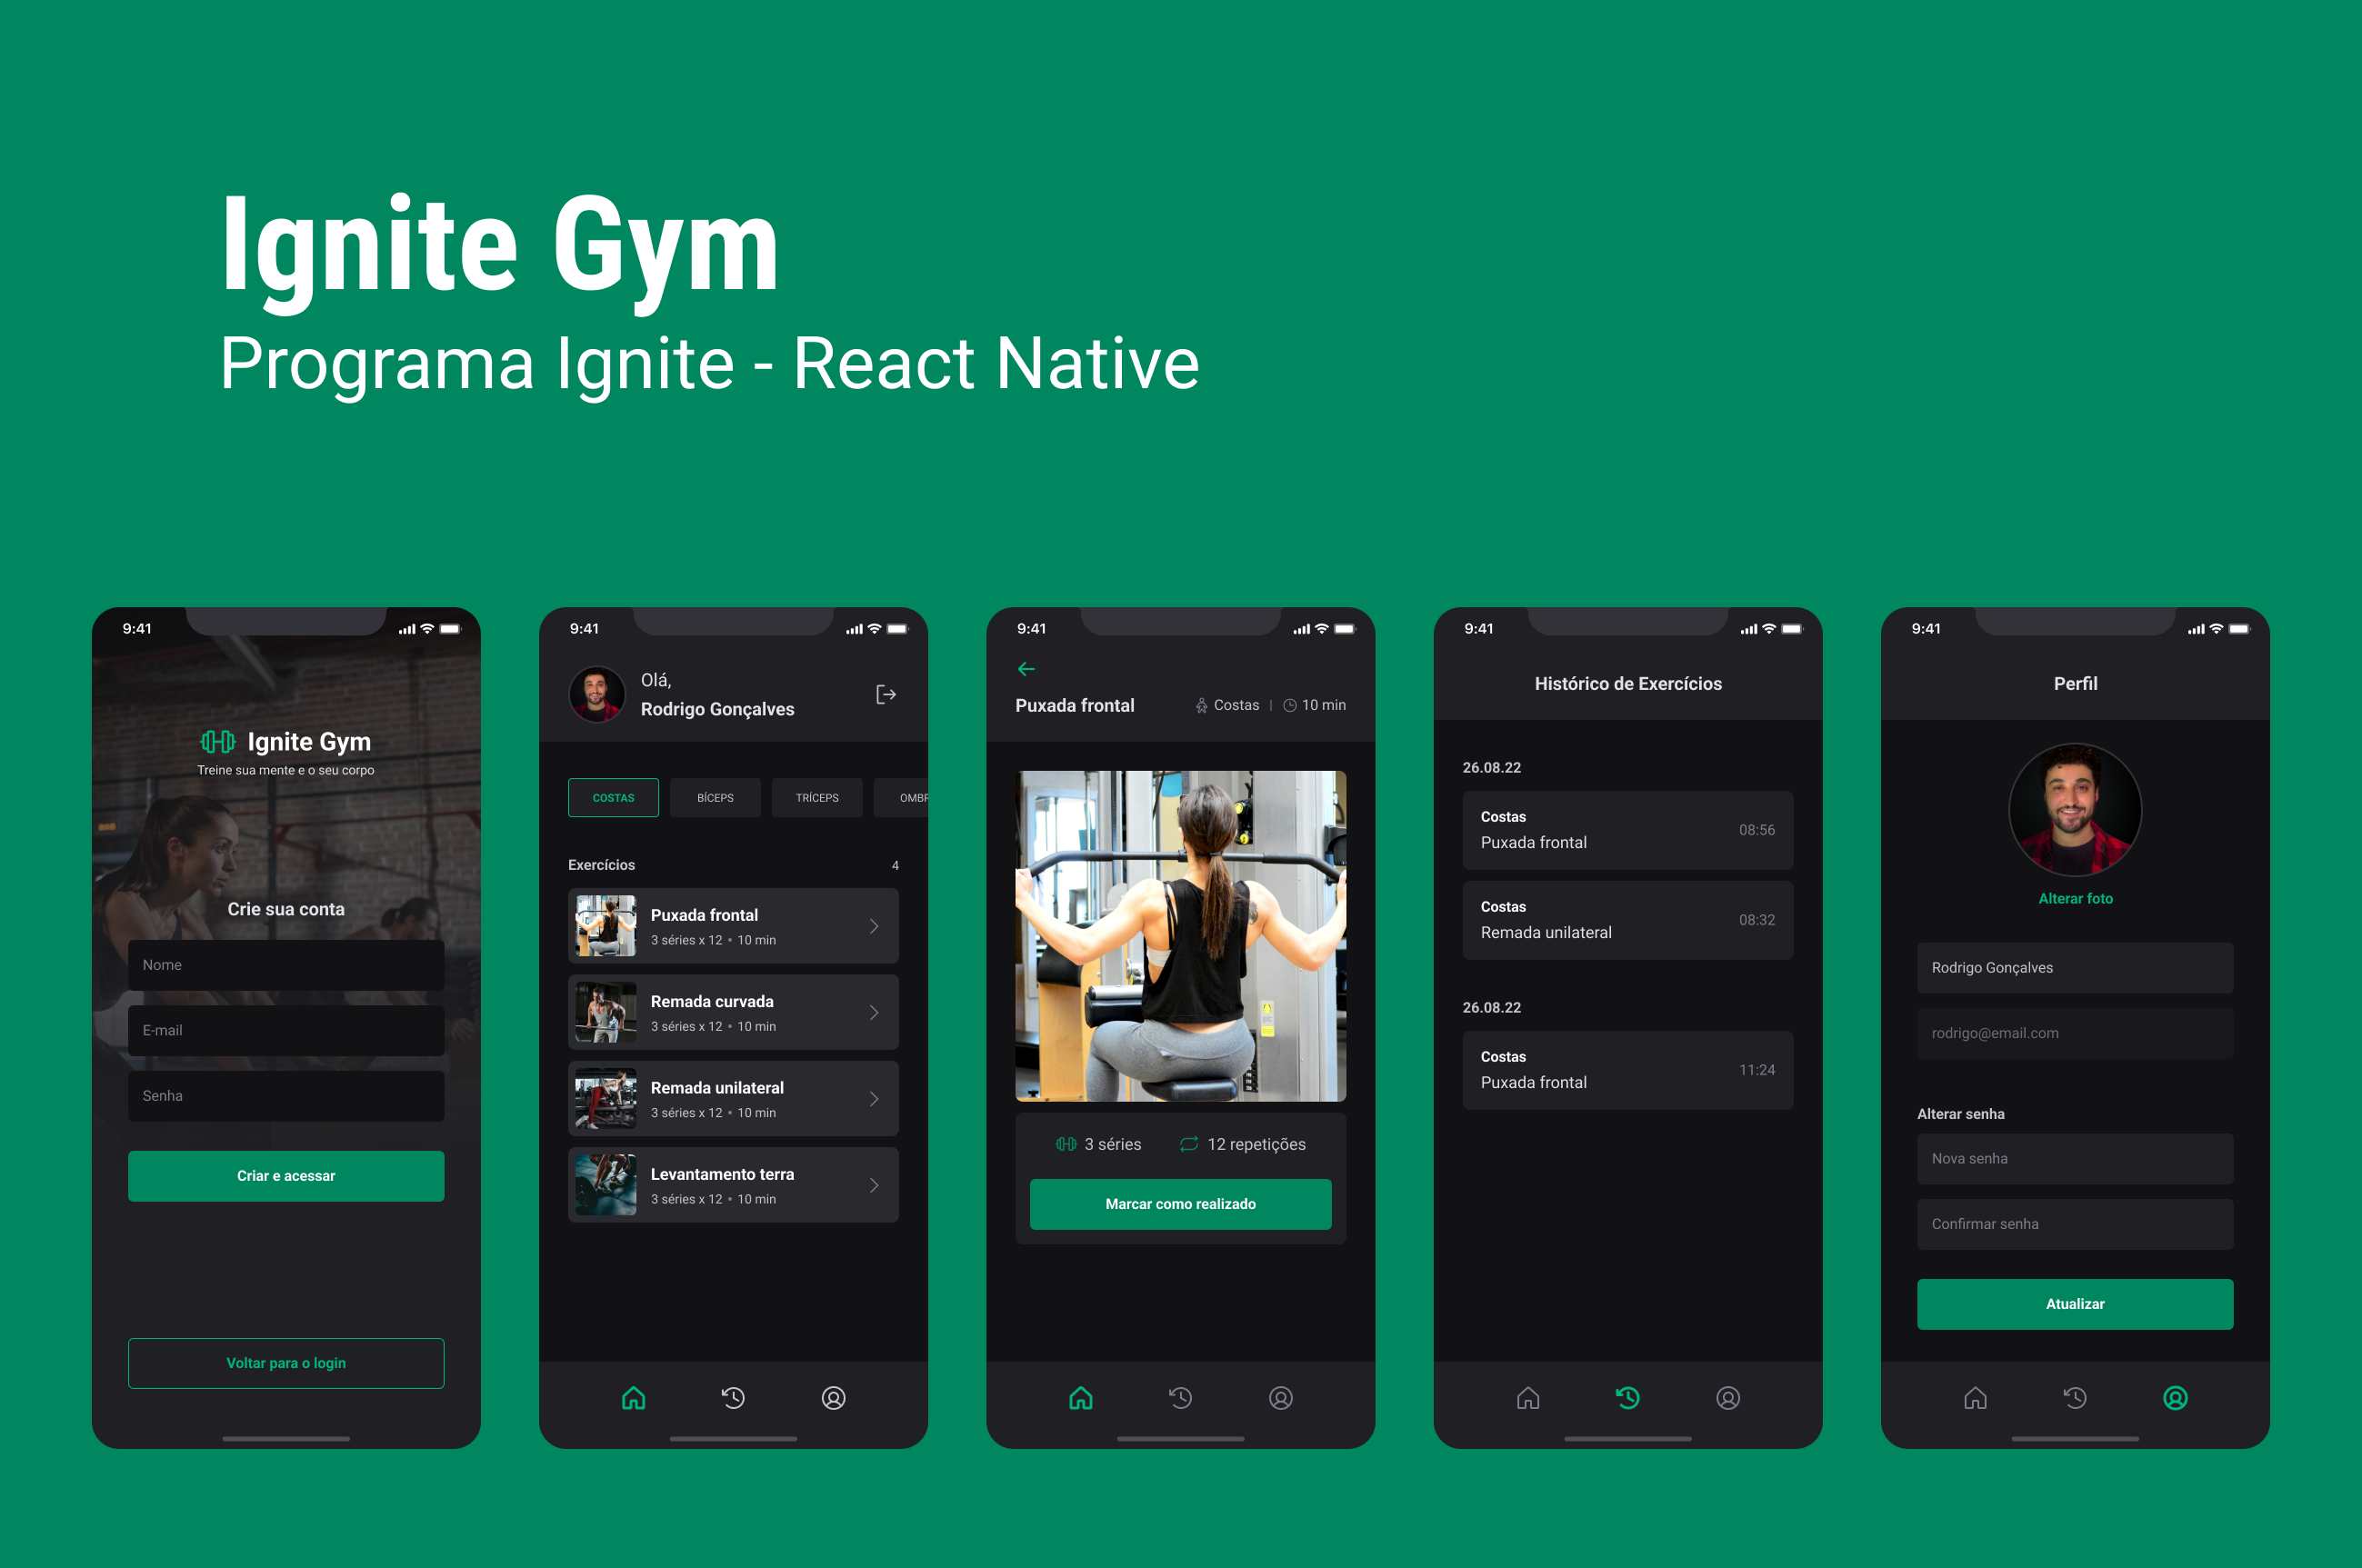 Ignite Gym
Programa Ignite - React Native
9:41
Ignite Gym
Treine sua mente e o seu corpo
Crie sua conta
Nome
E-mail
Senha
Criar e acessar
Voltar para o login
9:41
Olá,
Rodrigo Gonçalves
COSTAS BÍCEPS TRÍCEPS OMBR
Exercícios 4
Puxada frontal
3 séries x 12 • 10 min
Remada curvada
3 séries x 12 • 10 min
Remada unilateral
3 séries x 12 • 10 min
Levantamento terra
3 séries x 12 • 10 min
9:41
Puxada frontal Costas | 10 min
3 séries 12 repetições
Marcar como realizado
9:41
Histórico de Exercícios
26.08.22
Costas
Puxada frontal
08:56
Costas
Remada unilateral
08:32
26.08.22
Costas
Puxada frontal
11:24
9:41
Perfil
Alterar foto
Rodrigo Gonçalves
rodrigo@email.com
Alterar senha
Nova senha
Confirmar senha
Atualizar